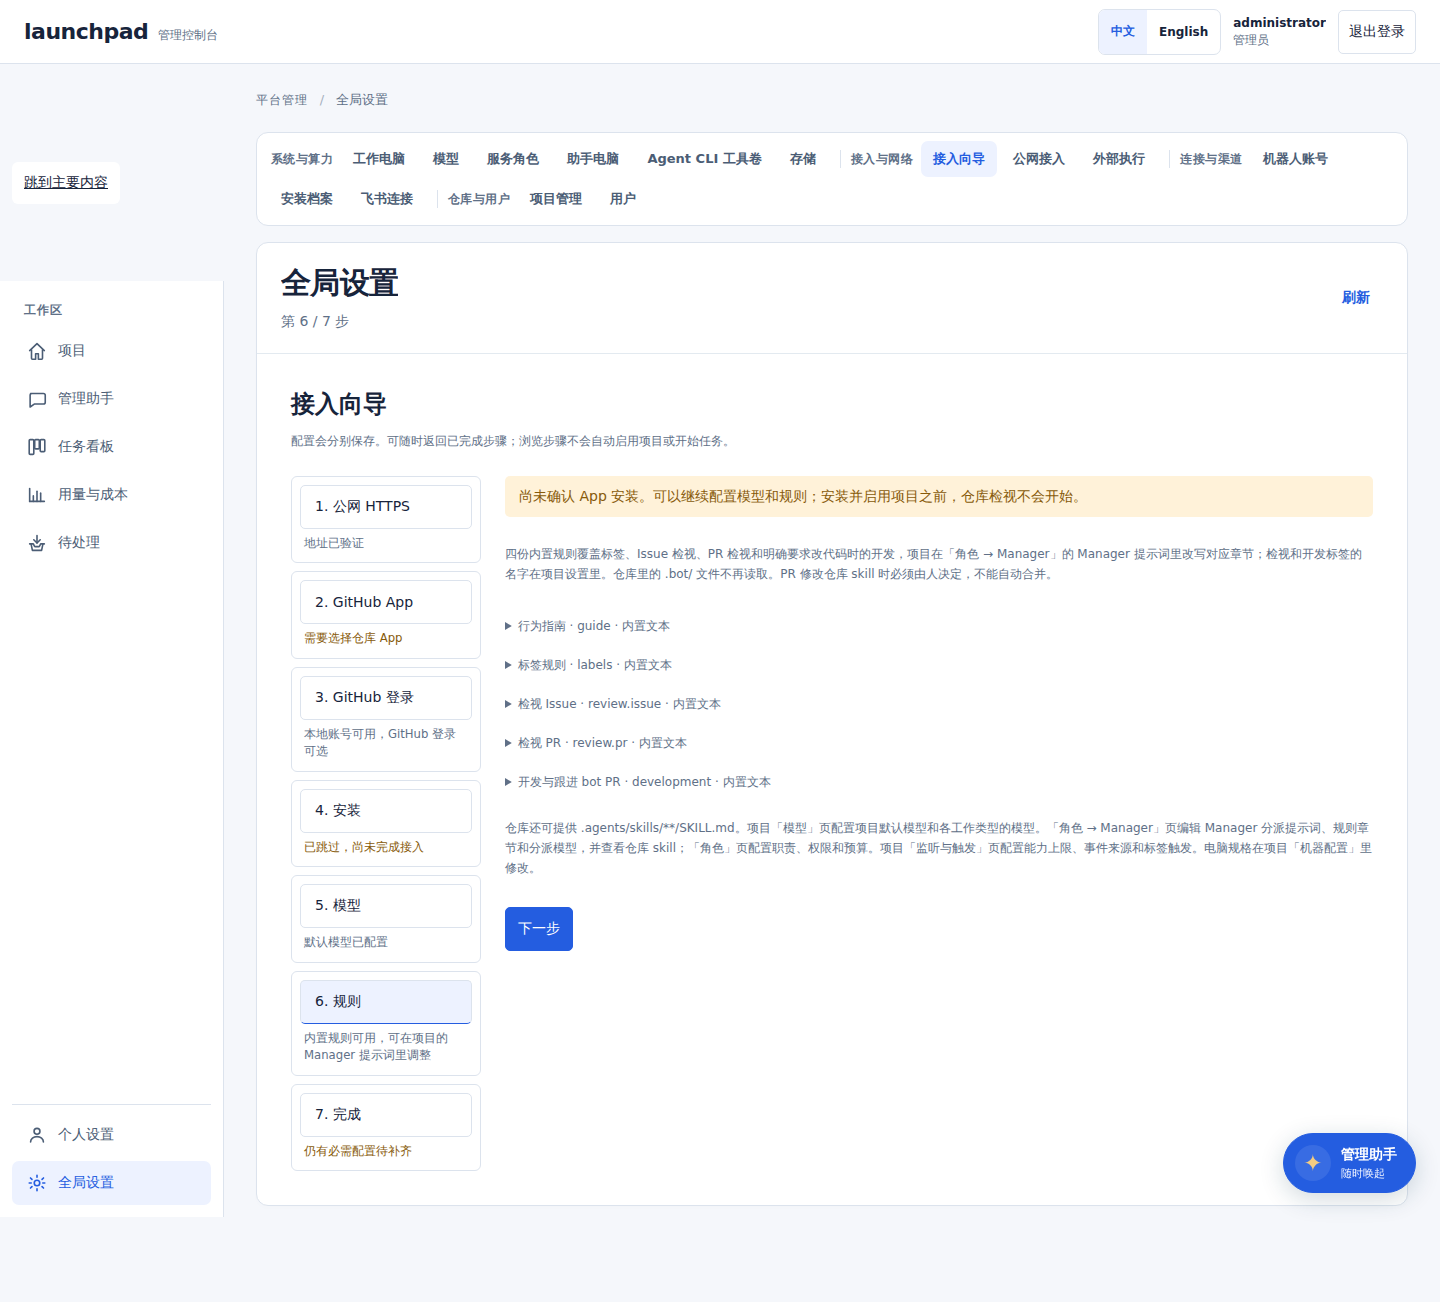 launchpad 管理控制台
中文 English
administrator
管理员
退出登录
平台管理 / 全局设置
跳到主要内容
系统与算力 工作电脑 模型 服务角色 助手电脑 Agent CLI 工具卷 存储 接入与网络 接入向导 公网接入 外部执行 连接与渠道 机器人账号
安装档案 飞书连接 仓库与用户 项目管理 用户
工作区
项目
管理助手
任务看板
用量与成本
待处理
个人设置
全局设置
全局设置
第 6 / 7 步
刷新
接入向导
配置会分别保存。可随时返回已完成步骤；浏览步骤不会自动启用项目或开始任务。
1. 公网 HTTPS
地址已验证
2. GitHub App
需要选择仓库 App
3. GitHub 登录
本地账号可用，GitHub 登录
可选
4. 安装
已跳过，尚未完成接入
5. 模型
默认模型已配置
6. 规则
内置规则可用，可在项目的
Manager 提示词里调整
7. 完成
仍有必需配置待补齐
尚未确认 App 安装。可以继续配置模型和规则；安装并启用项目之前，仓库检视不会开始。
四份内置规则覆盖标签、Issue 检视、PR 检视和明确要求改代码时的开发，项目在「角色 → Manager」的 Manager 提示词里改写对应章节；检视和开发标签的
名字在项目设置里。仓库里的 .bot/ 文件不再读取。PR 修改仓库 skill 时必须由人决定，不能自动合并。
▶ 行为指南 · guide · 内置文本
▶ 标签规则 · labels · 内置文本
▶ 检视 Issue · review.issue · 内置文本
▶ 检视 PR · review.pr · 内置文本
▶ 开发与跟进 bot PR · development · 内置文本
仓库还可提供 .agents/skills/**/SKILL.md。项目「模型」页配置项目默认模型和各工作类型的模型。「角色 → Manager」页编辑 Manager 分派提示词、规则章
节和分派模型，并查看仓库 skill；「角色」页配置职责、权限和预算。项目「监听与触发」页配置能力上限、事件来源和标签触发。电脑规格在项目「机器配置」里
修改。
下一步
管理助手
随时唤起